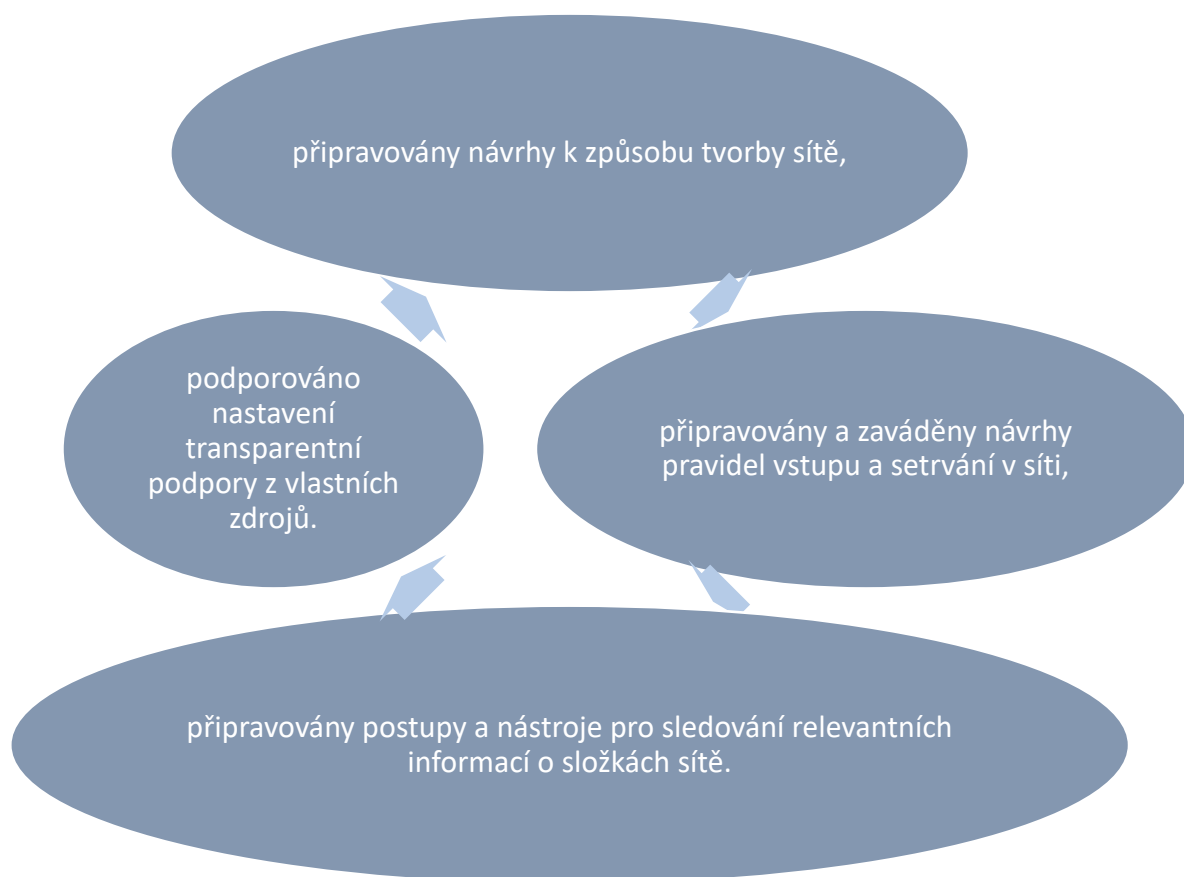 připravovány návrhy k způsobu tvorby sítě,
podporováno
nastavení
transparentní
podpory z vlastních
zdrojů.
připravovány a zaváděny návrhy
pravidel vstupu a setrvání v síti,
připravovány postupy a nástroje pro sledování relevantních
informací o složkách sítě.